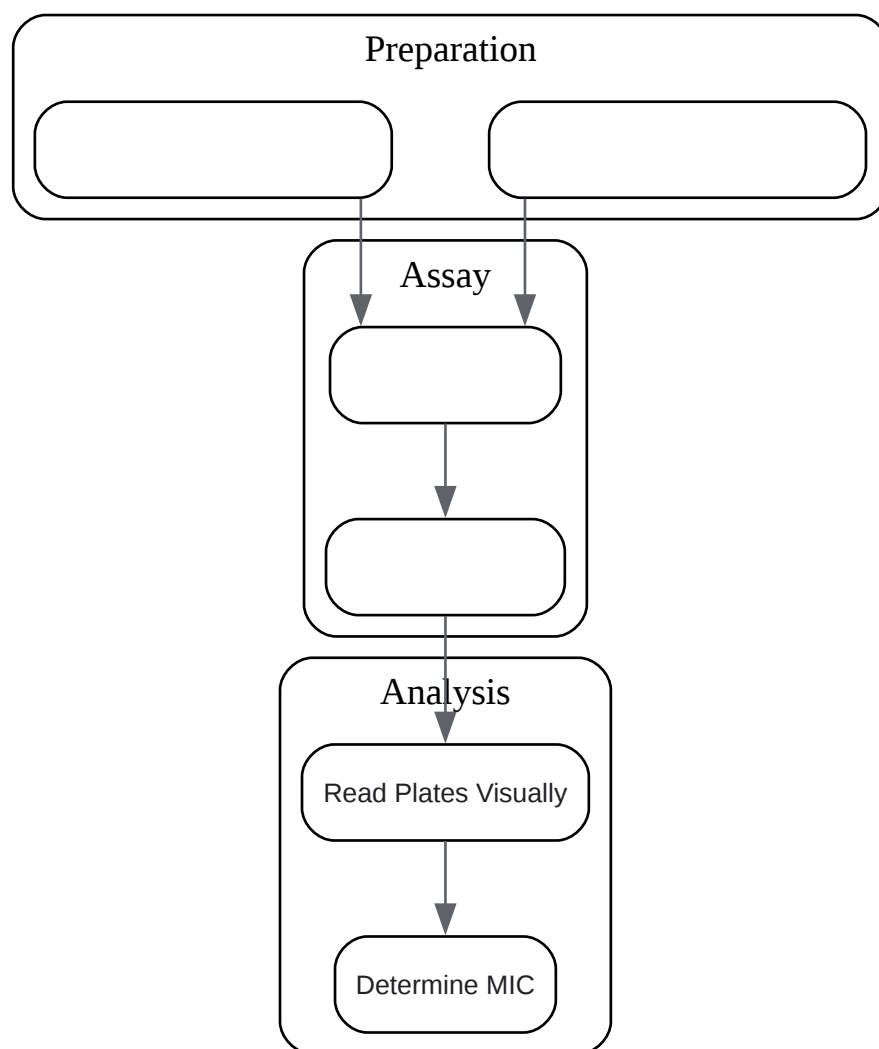 Preparation
Assay
Analysis
Read Plates Visually
Determine MIC